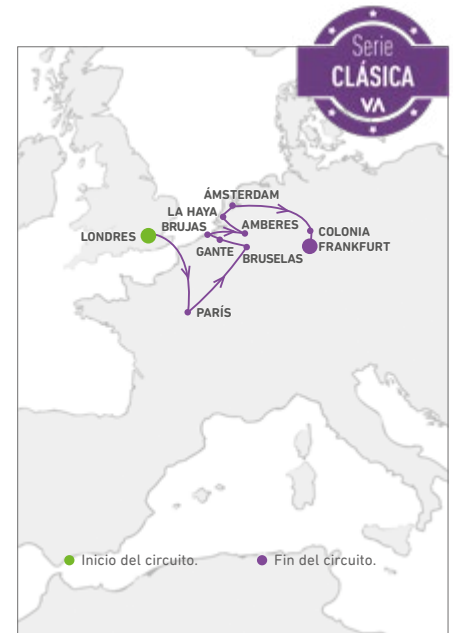 Serie
CLÁSICA
VA
ÁMSTERDAM
LA HAYA
BRUJAS
AMBERES
LONDRES
COLONIA
GANTE
FRANKFURT
BRUSELAS
PARÍS
Inicio del circuito.
Fin del circuito.